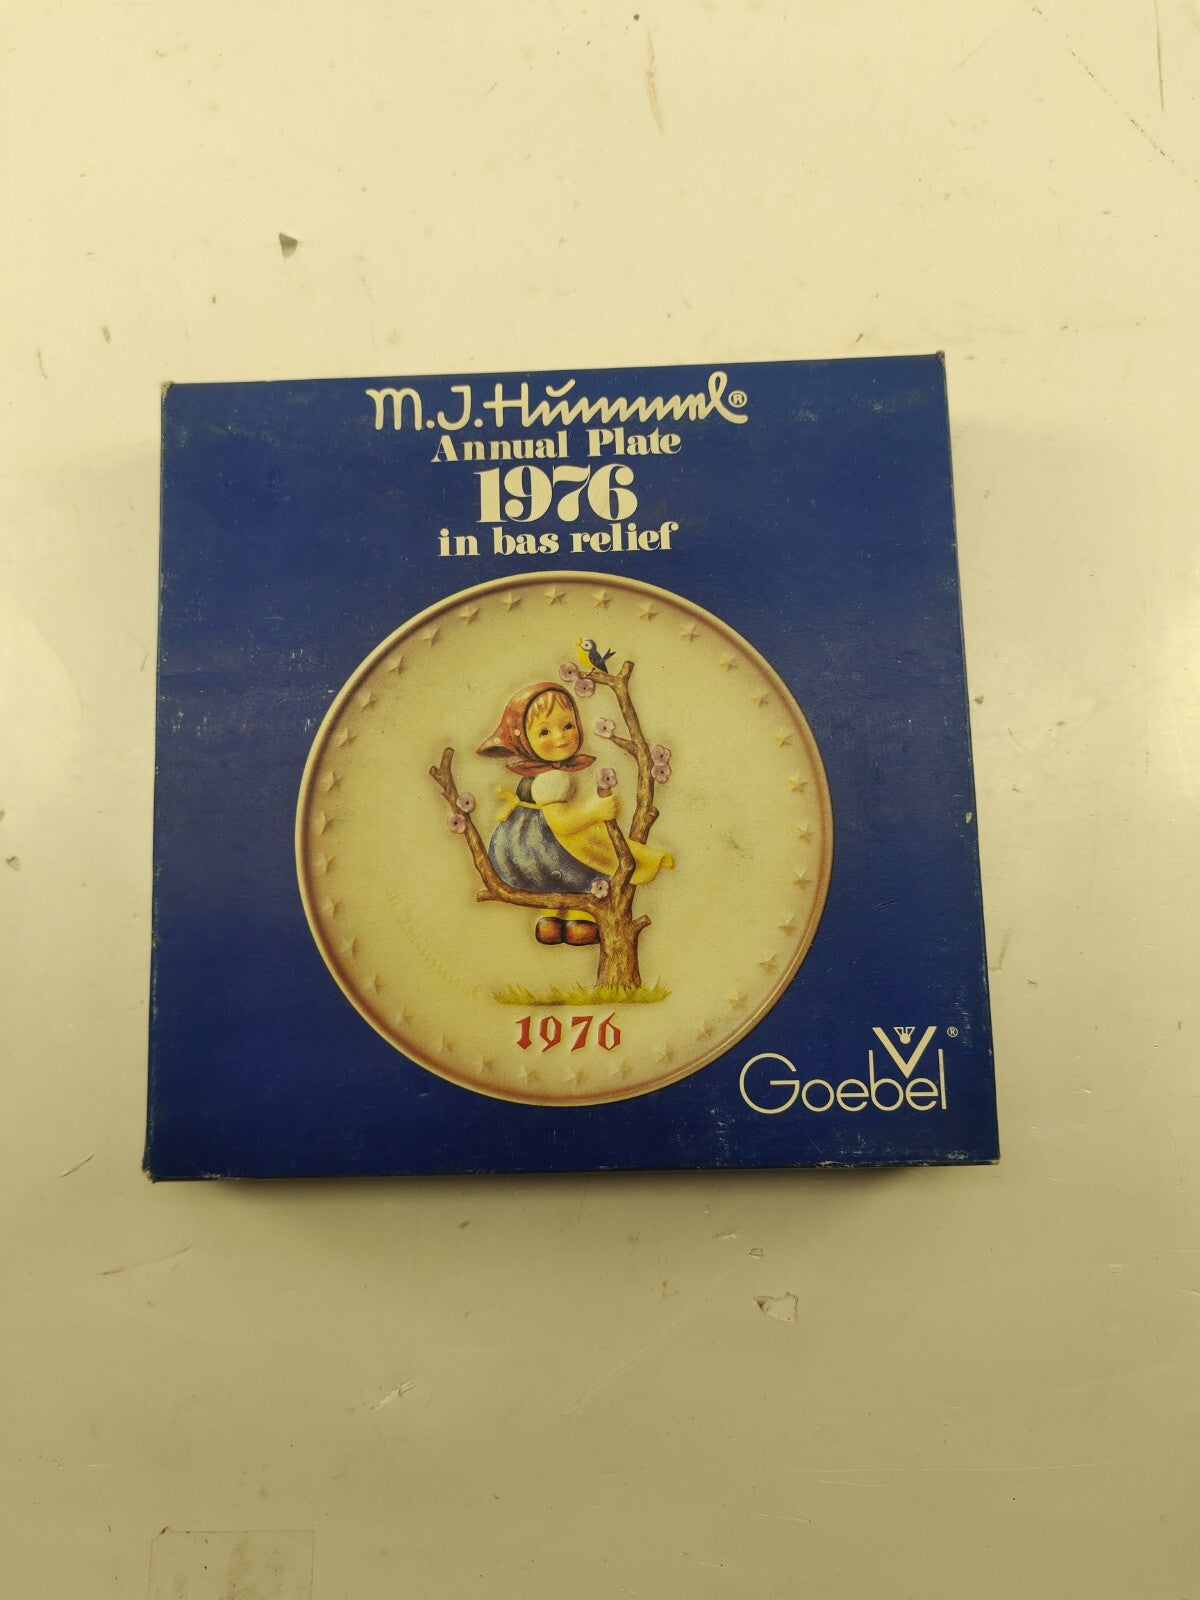 M.J. Hummel®
Annual Plate
1976
in bas relief
1976
Goebel®